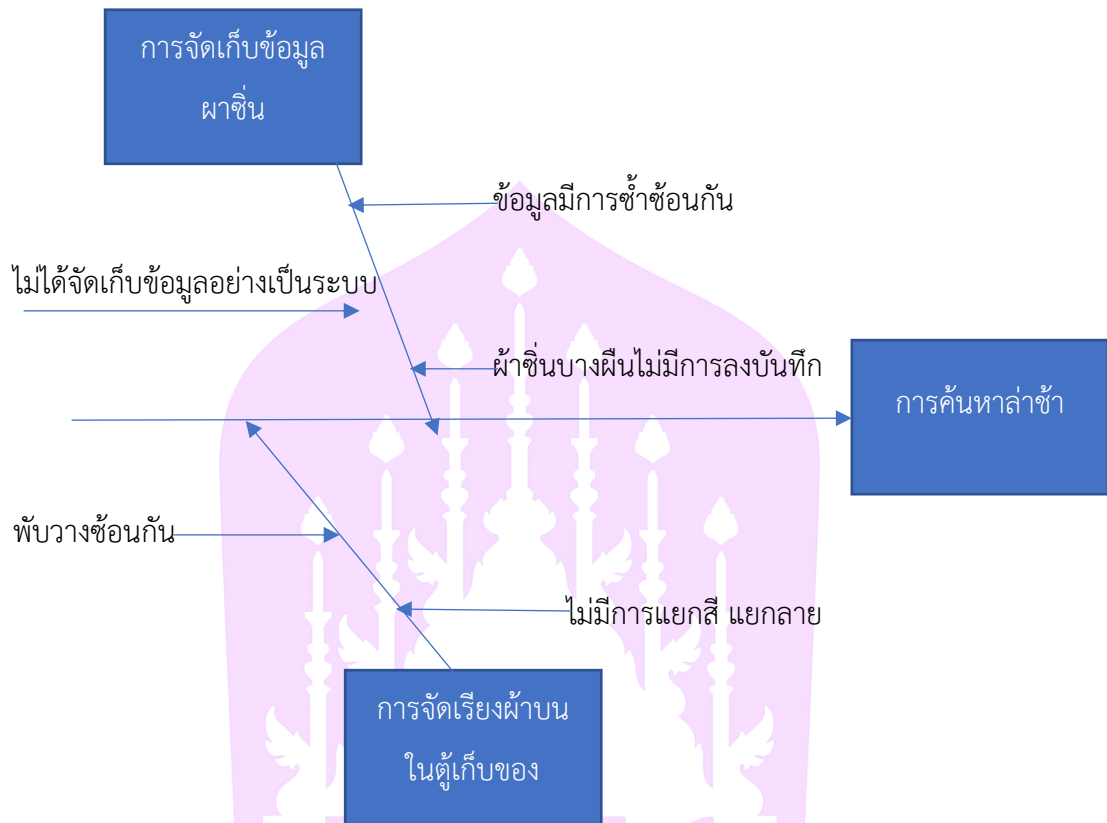 การจัดเก็บข้อมูล
ผาซิ่น
ข้อมูลมีการซ้ำซ้อนกัน
ไม่ได้จัดเก็บข้อมูลอย่างเป็นระบบ
ผ้าซิ่นบางผืนไม่มีการลงบันทึก
การค้นหาล่าช้า
พับวางซ้อนกัน
ไม่มีการแยกสี แยกลาย
การจัดเรียงผ้าบน
ในตู้เก็บของ